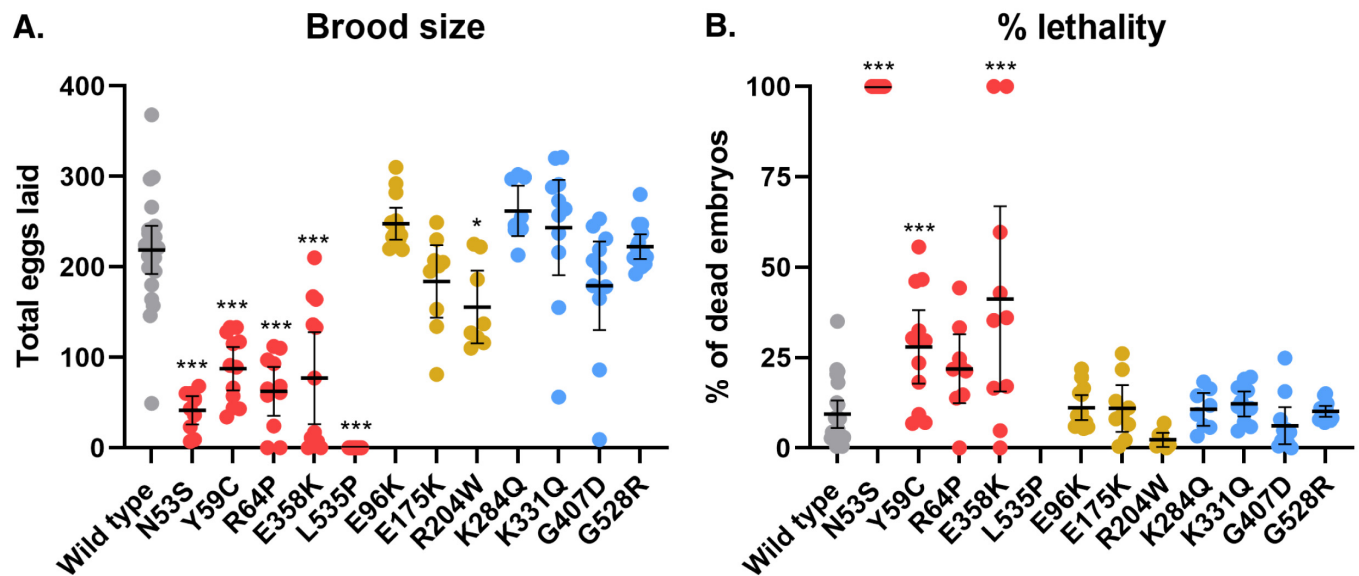 A.
Brood size
Total eggs laid
400
300
200
100
0
***
***
***
***
***
*
Wild type
N53S
Y59C
R64P
E358K
L535P
E96K
E175K
R204W
K284Q
K331Q
G407D
G528R
B.
% lethality
% of dead embryos
100
75
50
25
0
***
***
***
Wild type
N53S
Y59C
R64P
E358K
L535P
E96K
E175K
R204W
K284Q
K331Q
G407D
G528R